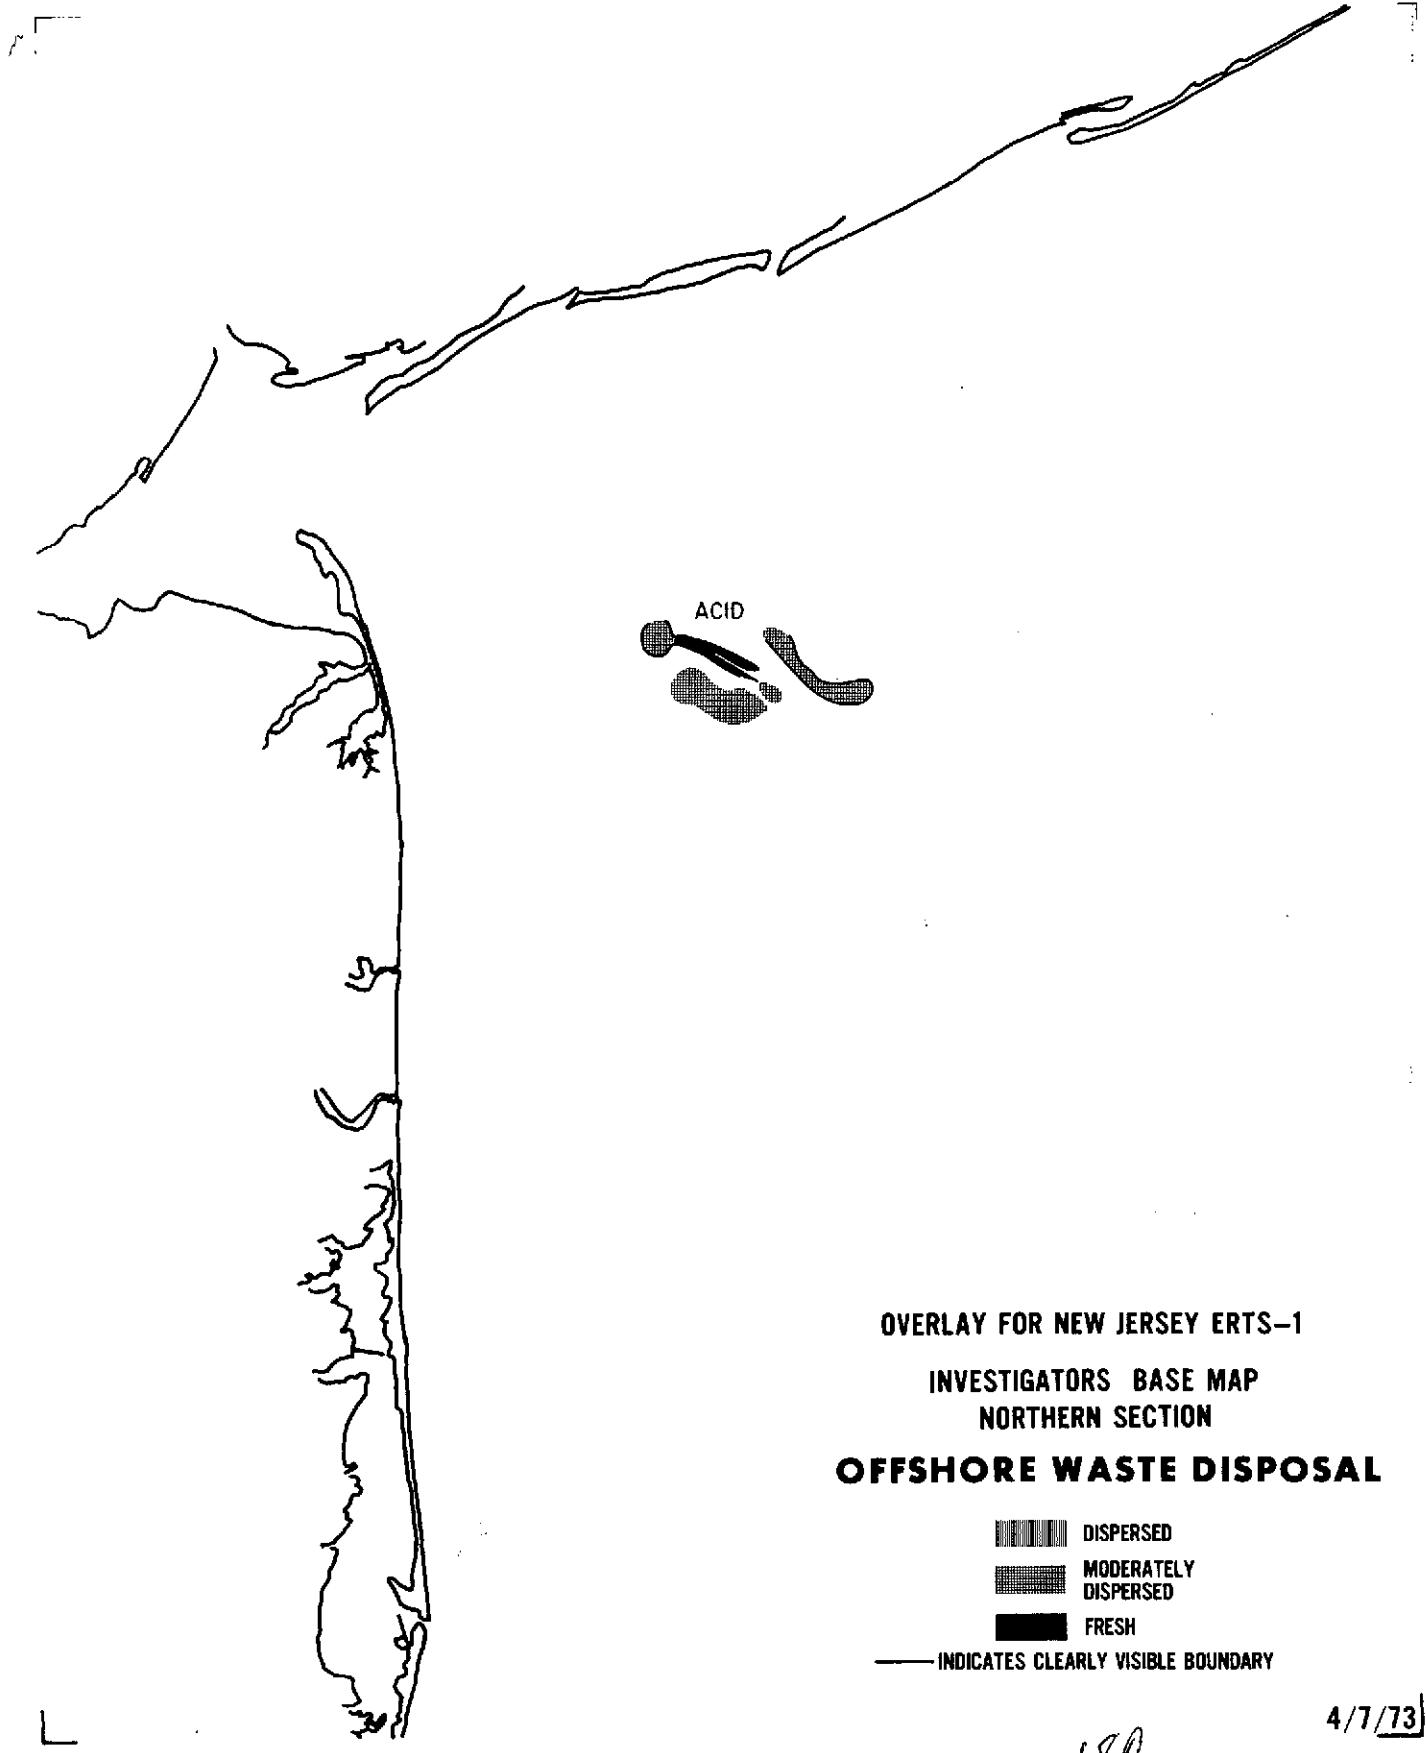 ACID
OVERLAY FOR NEW JERSEY ERTS-1
INVESTIGATORS BASE MAP
NORTHERN SECTION
OFFSHORE WASTE DISPOSAL
DISPERSED
MODERATELY
DISPERSED
FRESH
INDICATES CLEARLY VISIBLE BOUNDARY
4/7/73